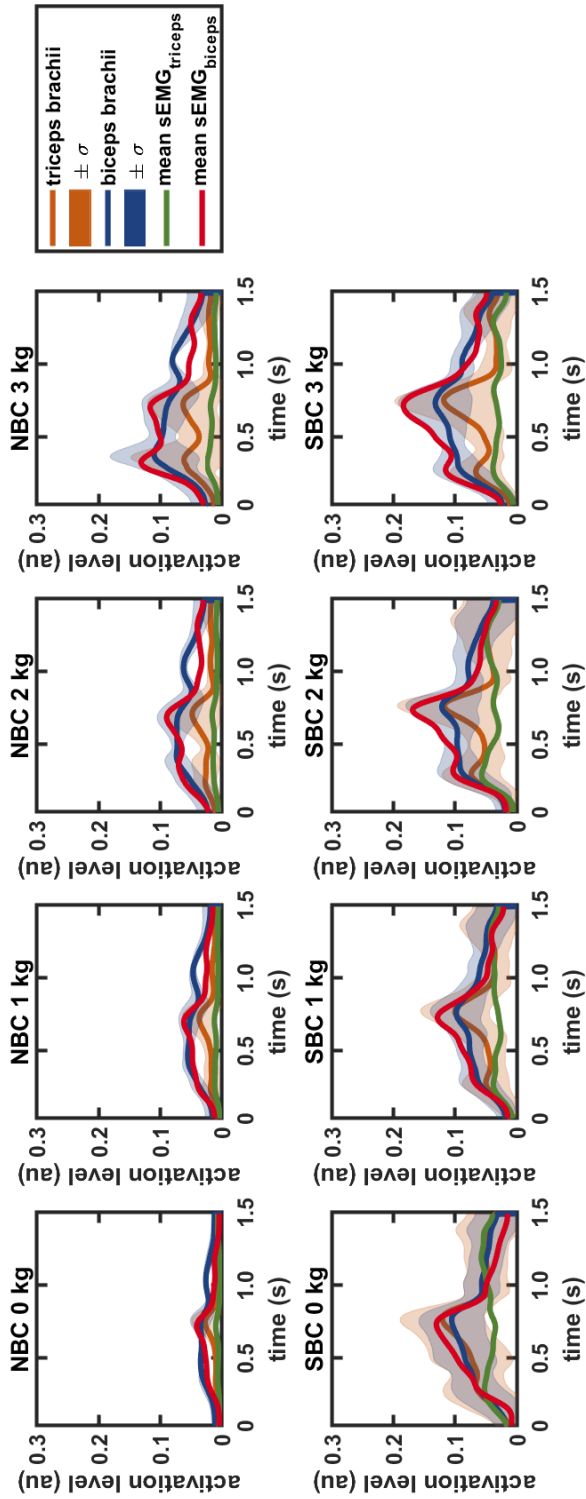 NBC 0 kg
activation level (au)
0.3
0.2
0.1
0
0
0.5
1.0
1.5
time (s)
NBC 1 kg
activation level (au)
0.3
0.2
0.1
0
0
0.5
1.0
1.5
time (s)
NBC 2 kg
activation level (au)
0.3
0.2
0.1
0
0
0.5
1.0
1.5
time (s)
NBC 3 kg
activation level (au)
0.3
0.2
0.1
0
0
0.5
1.0
1.5
time (s)
triceps brachii
± σ
biceps brachii
± σ
mean sEMG_triceps
mean sEMG_biceps
SBC 0 kg
activation level (au)
0.3
0.2
0.1
0
0
0.5
1.0
1.5
time (s)
SBC 1 kg
activation level (au)
0.3
0.2
0.1
0
0
0.5
1.0
1.5
time (s)
SBC 2 kg
activation level (au)
0.3
0.2
0.1
0
0
0.5
1.0
1.5
time (s)
SBC 3 kg
activation level (au)
0.3
0.2
0.1
0
0
0.5
1.0
1.5
time (s)